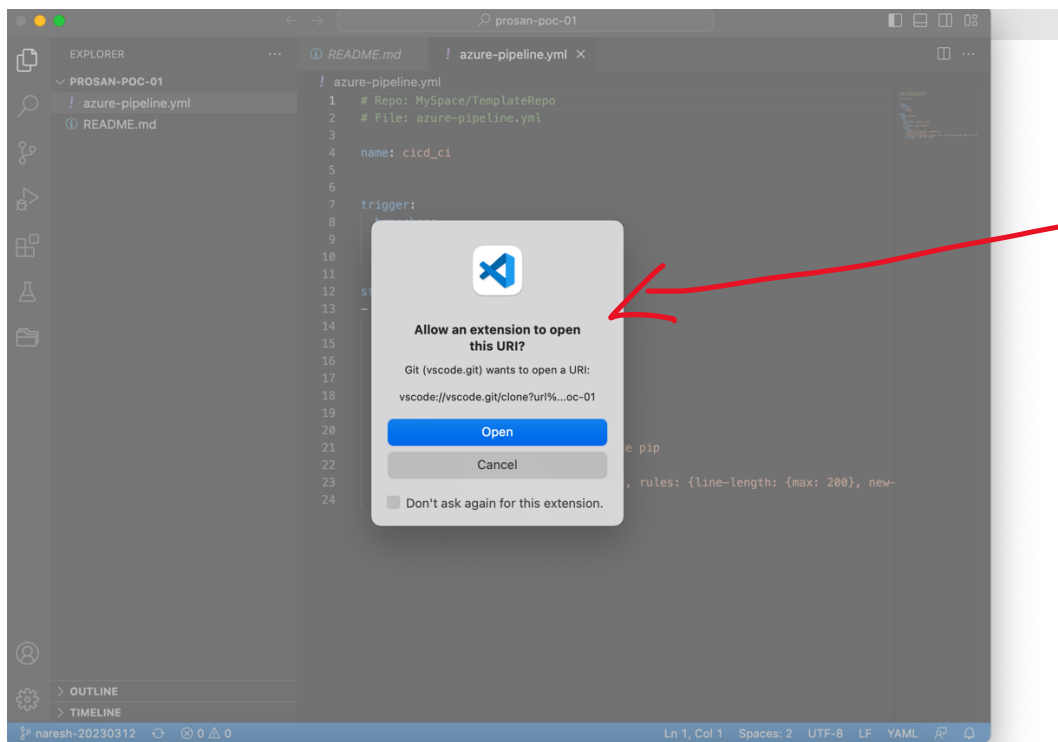 prosan-poc-01
EXPLORER
README.md
azure-pipeline.yml
PROSAN-POC-01
azure-pipeline.yml
README.md
azure-pipeline.yml
1 # Repo: MySpace/TemplateRepo
2 # File: azure-pipeline.yml
3
4 name: cicd_ci
5
6
7 trigger:
8
9
10
11
12
13 -
14
15
16
17
18
19
20
21 pip
22
23 , rules: {line-length: {max: 200}, new-
24
Allow an extension to open
this URI?
Git (vscode.git) wants to open a URI:
vscode://vscode.git/clone?url%...oc-01
Open
Cancel
Don't ask again for this extension.
OUTLINE
TIMELINE
naresh-20230312 0 0 Ln 1, Col 1 Spaces: 2 UTF-8 LF YAML